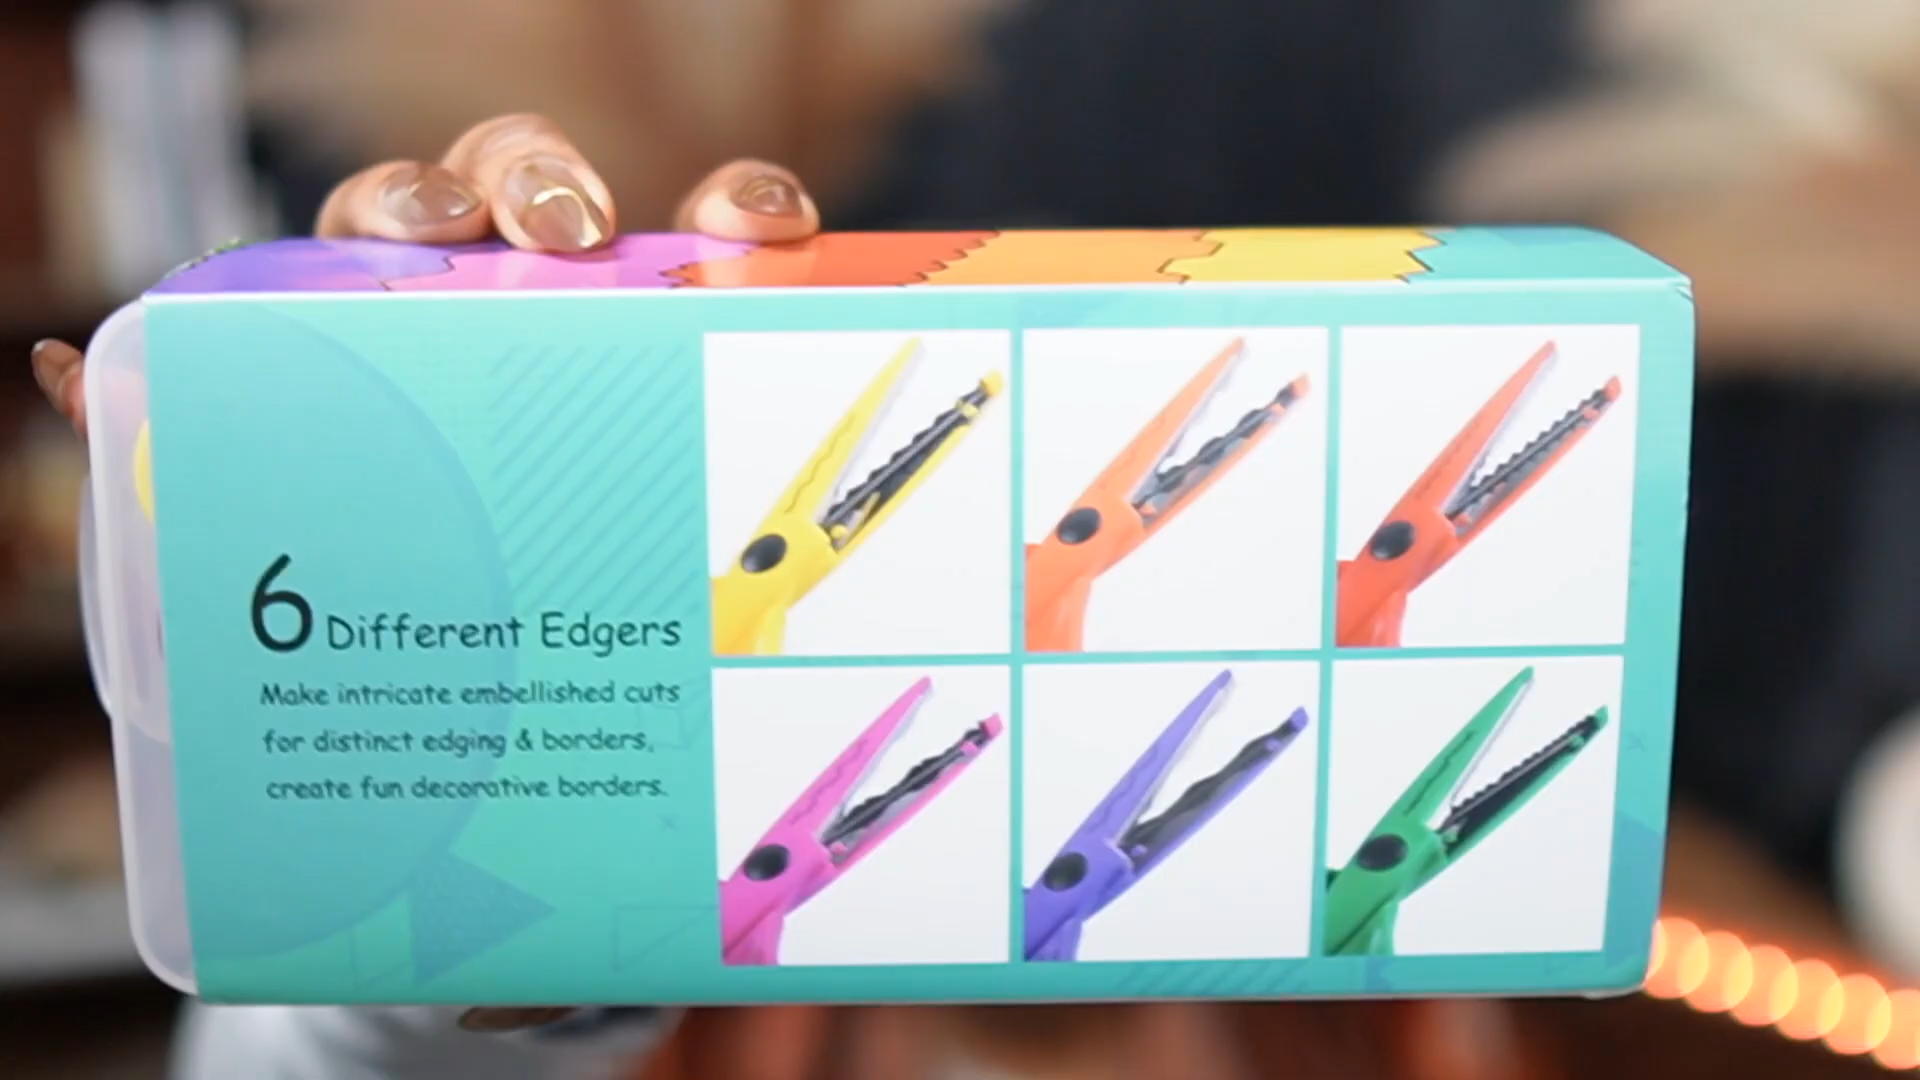 6 Different Edgers
Make intricate embellished cuts
for distinct edging & borders,
create fun decorative borders.